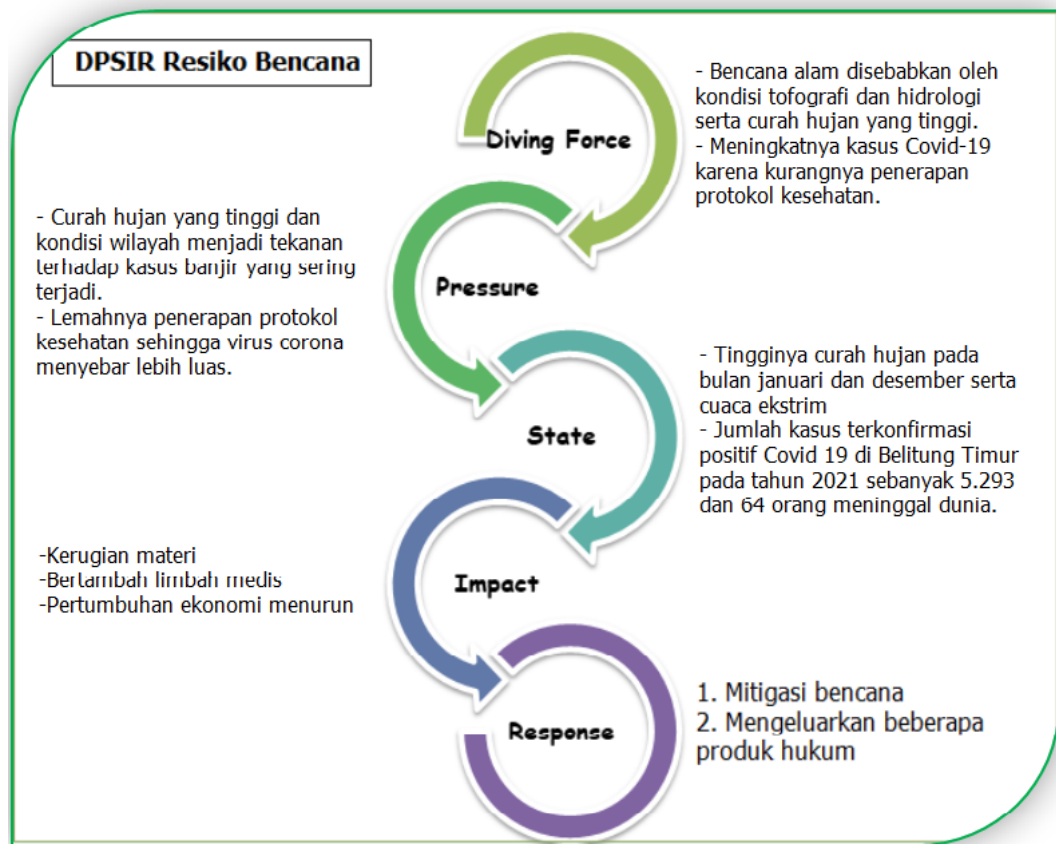 DPSIR Resiko Bencana
Diving Force
- Bencana alam disebabkan oleh
kondisi tofografi dan hidrologi
serta curah hujan yang tinggi.
- Meningkatnya kasus Covid-19
karena kurangnya penerapan
protokol kesehatan.
- Curah hujan yang tinggi dan
kondisi wilayah menjadi tekanan
terhadap kasus banjir yang sering
terjadi.
- Lemahnya penerapan protokol
kesehatan sehingga virus corona
menyebar lebih luas.
Pressure
State
- Tingginya curah hujan pada
bulan januari dan desember serta
cuaca ekstrim
- Jumlah kasus terkonfirmasi
positif Covid 19 di Belitung Timur
pada tahun 2021 sebanyak 5.293
dan 64 orang meninggal dunia.
-Kerugian materi
-Bertambah limbah medis
-Pertumbuhan ekonomi menurun
Impact
Response
1. Mitigasi bencana
2. Mengeluarkan beberapa
produk hukum